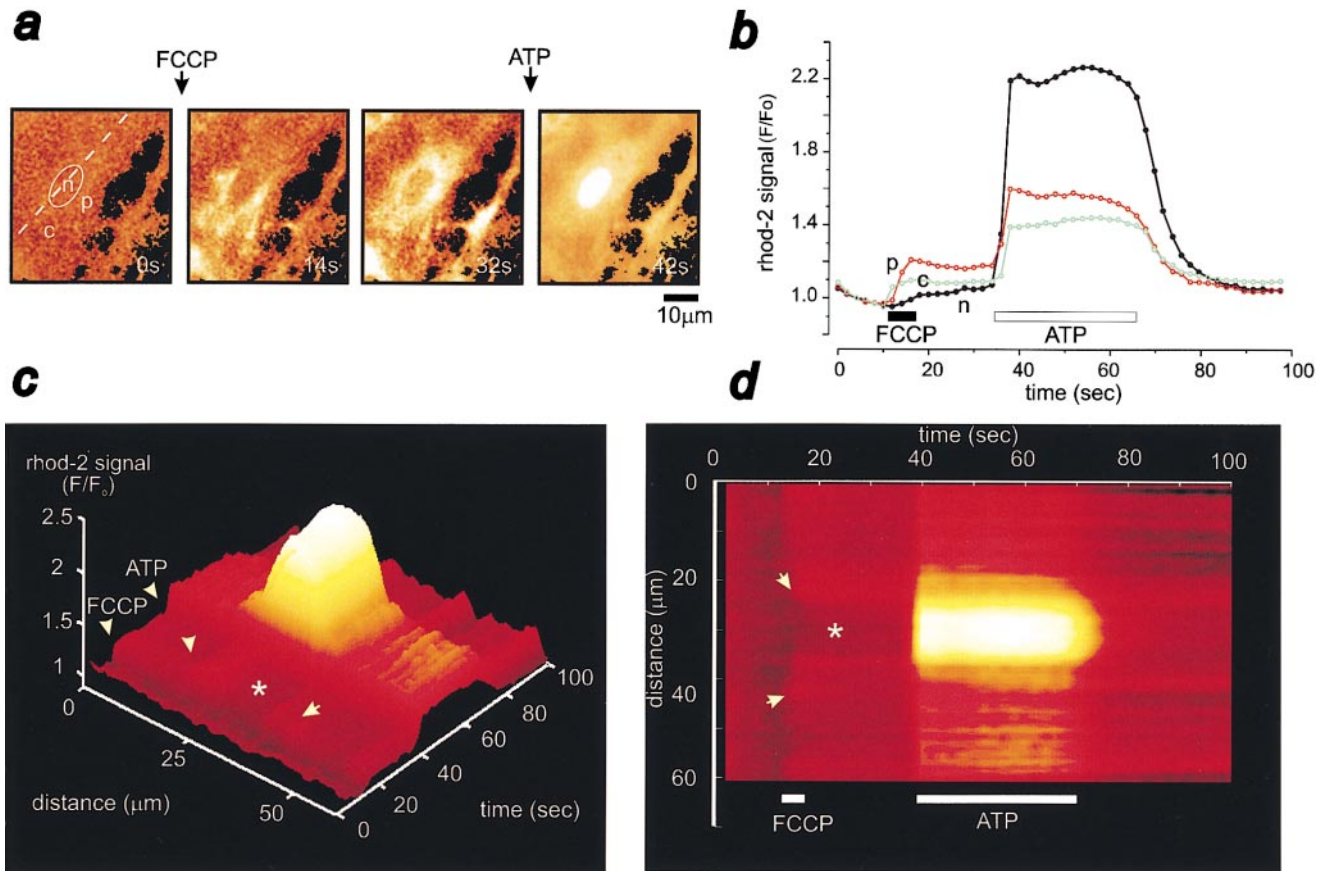 a
FCCP
ATP
n
p
c
0s
14s
32s
42s
10μm
b
rhod-2 signal (F/Fo)
2.2
1.8
1.4
1.0
p
c
n
FCCP
ATP
0
20
40
60
80
100
time (sec)
c
rhod-2 signal
(F/F₀)
2.5
2
1.5
1
ATP
FCCP
*
0
25
50
distance (μm)
0
20
40
60
80
100
time (sec)
d
time (sec)
0
20
40
60
80
100
0
20
40
60
distance (μm)
*
FCCP
ATP